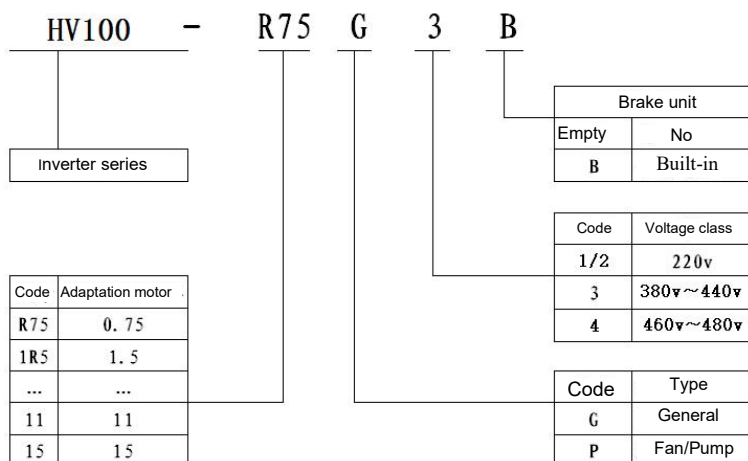 HV100 - R75 G 3 B
Inverter series
Brake unit
Empty No
B Built-in
Code Voltage class
1/2 220v
3 380v~440v
4 460v~480v
Code Adaptation motor
R75 0.75
1R5 1.5
... ...
11 11
15 15
Code Type
G General
P Fan/Pump